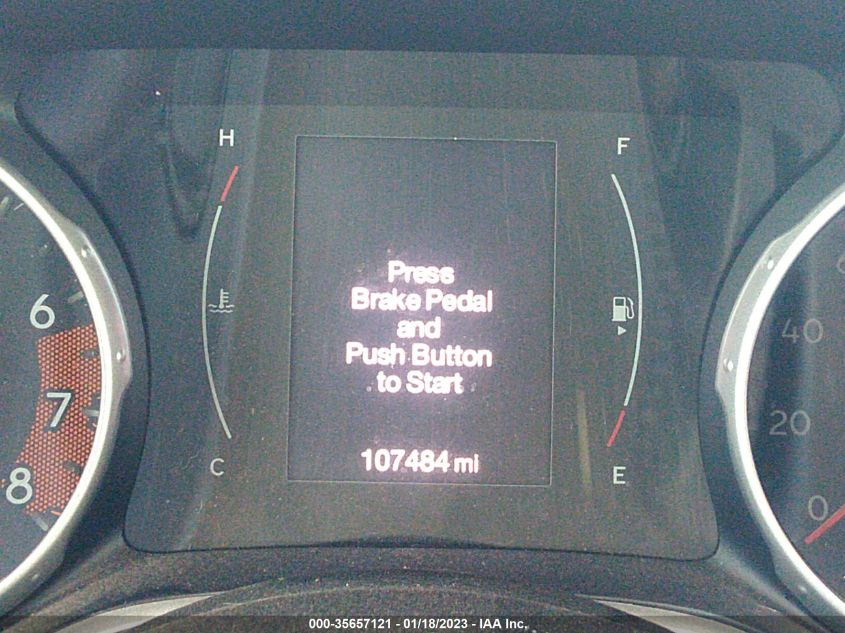 H
F
Press
Brake Pedal
and
Push Button
to Start
107484 mi
C
E
6
7
8
40
20
0
000-35657121 - 01/18/2023 - IAA Inc.